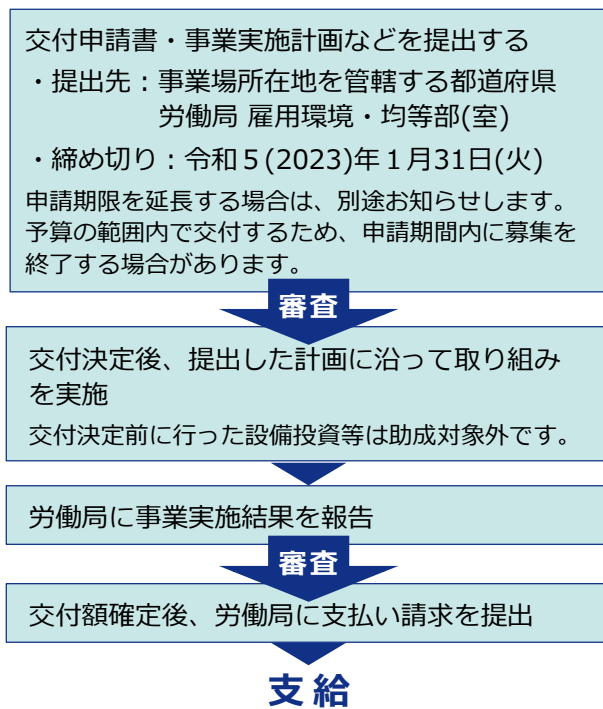 交付申請書・事業実施計画などを提出する
・提出先：事業場所在地を管轄する都道府県
労働局 雇用環境・均等部(室)
・締め切り：令和５(2023)年１月31日(火)
申請期限を延長する場合は、別途お知らせします。
予算の範囲内で交付するため、申請期間内に募集を
終了する場合があります。
審査
交付決定後、提出した計画に沿って取り組み
を実施
交付決定前に行った設備投資等は助成対象外です。
労働局に事業実施結果を報告
審査
交付額確定後、労働局に支払い請求を提出
支給